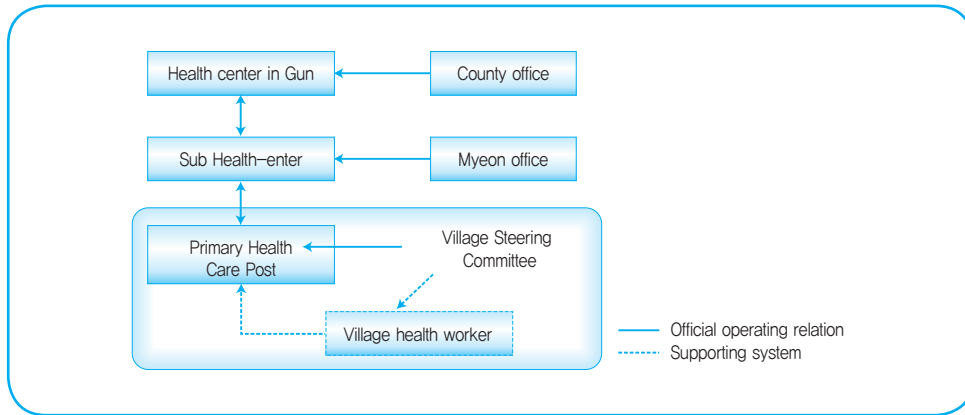 Health center in Gun
County office
Sub Health-enter
Myeon office
Primary Health
Care Post
Village Steering
Committee
Village health worker
Official operating relation
Supporting system